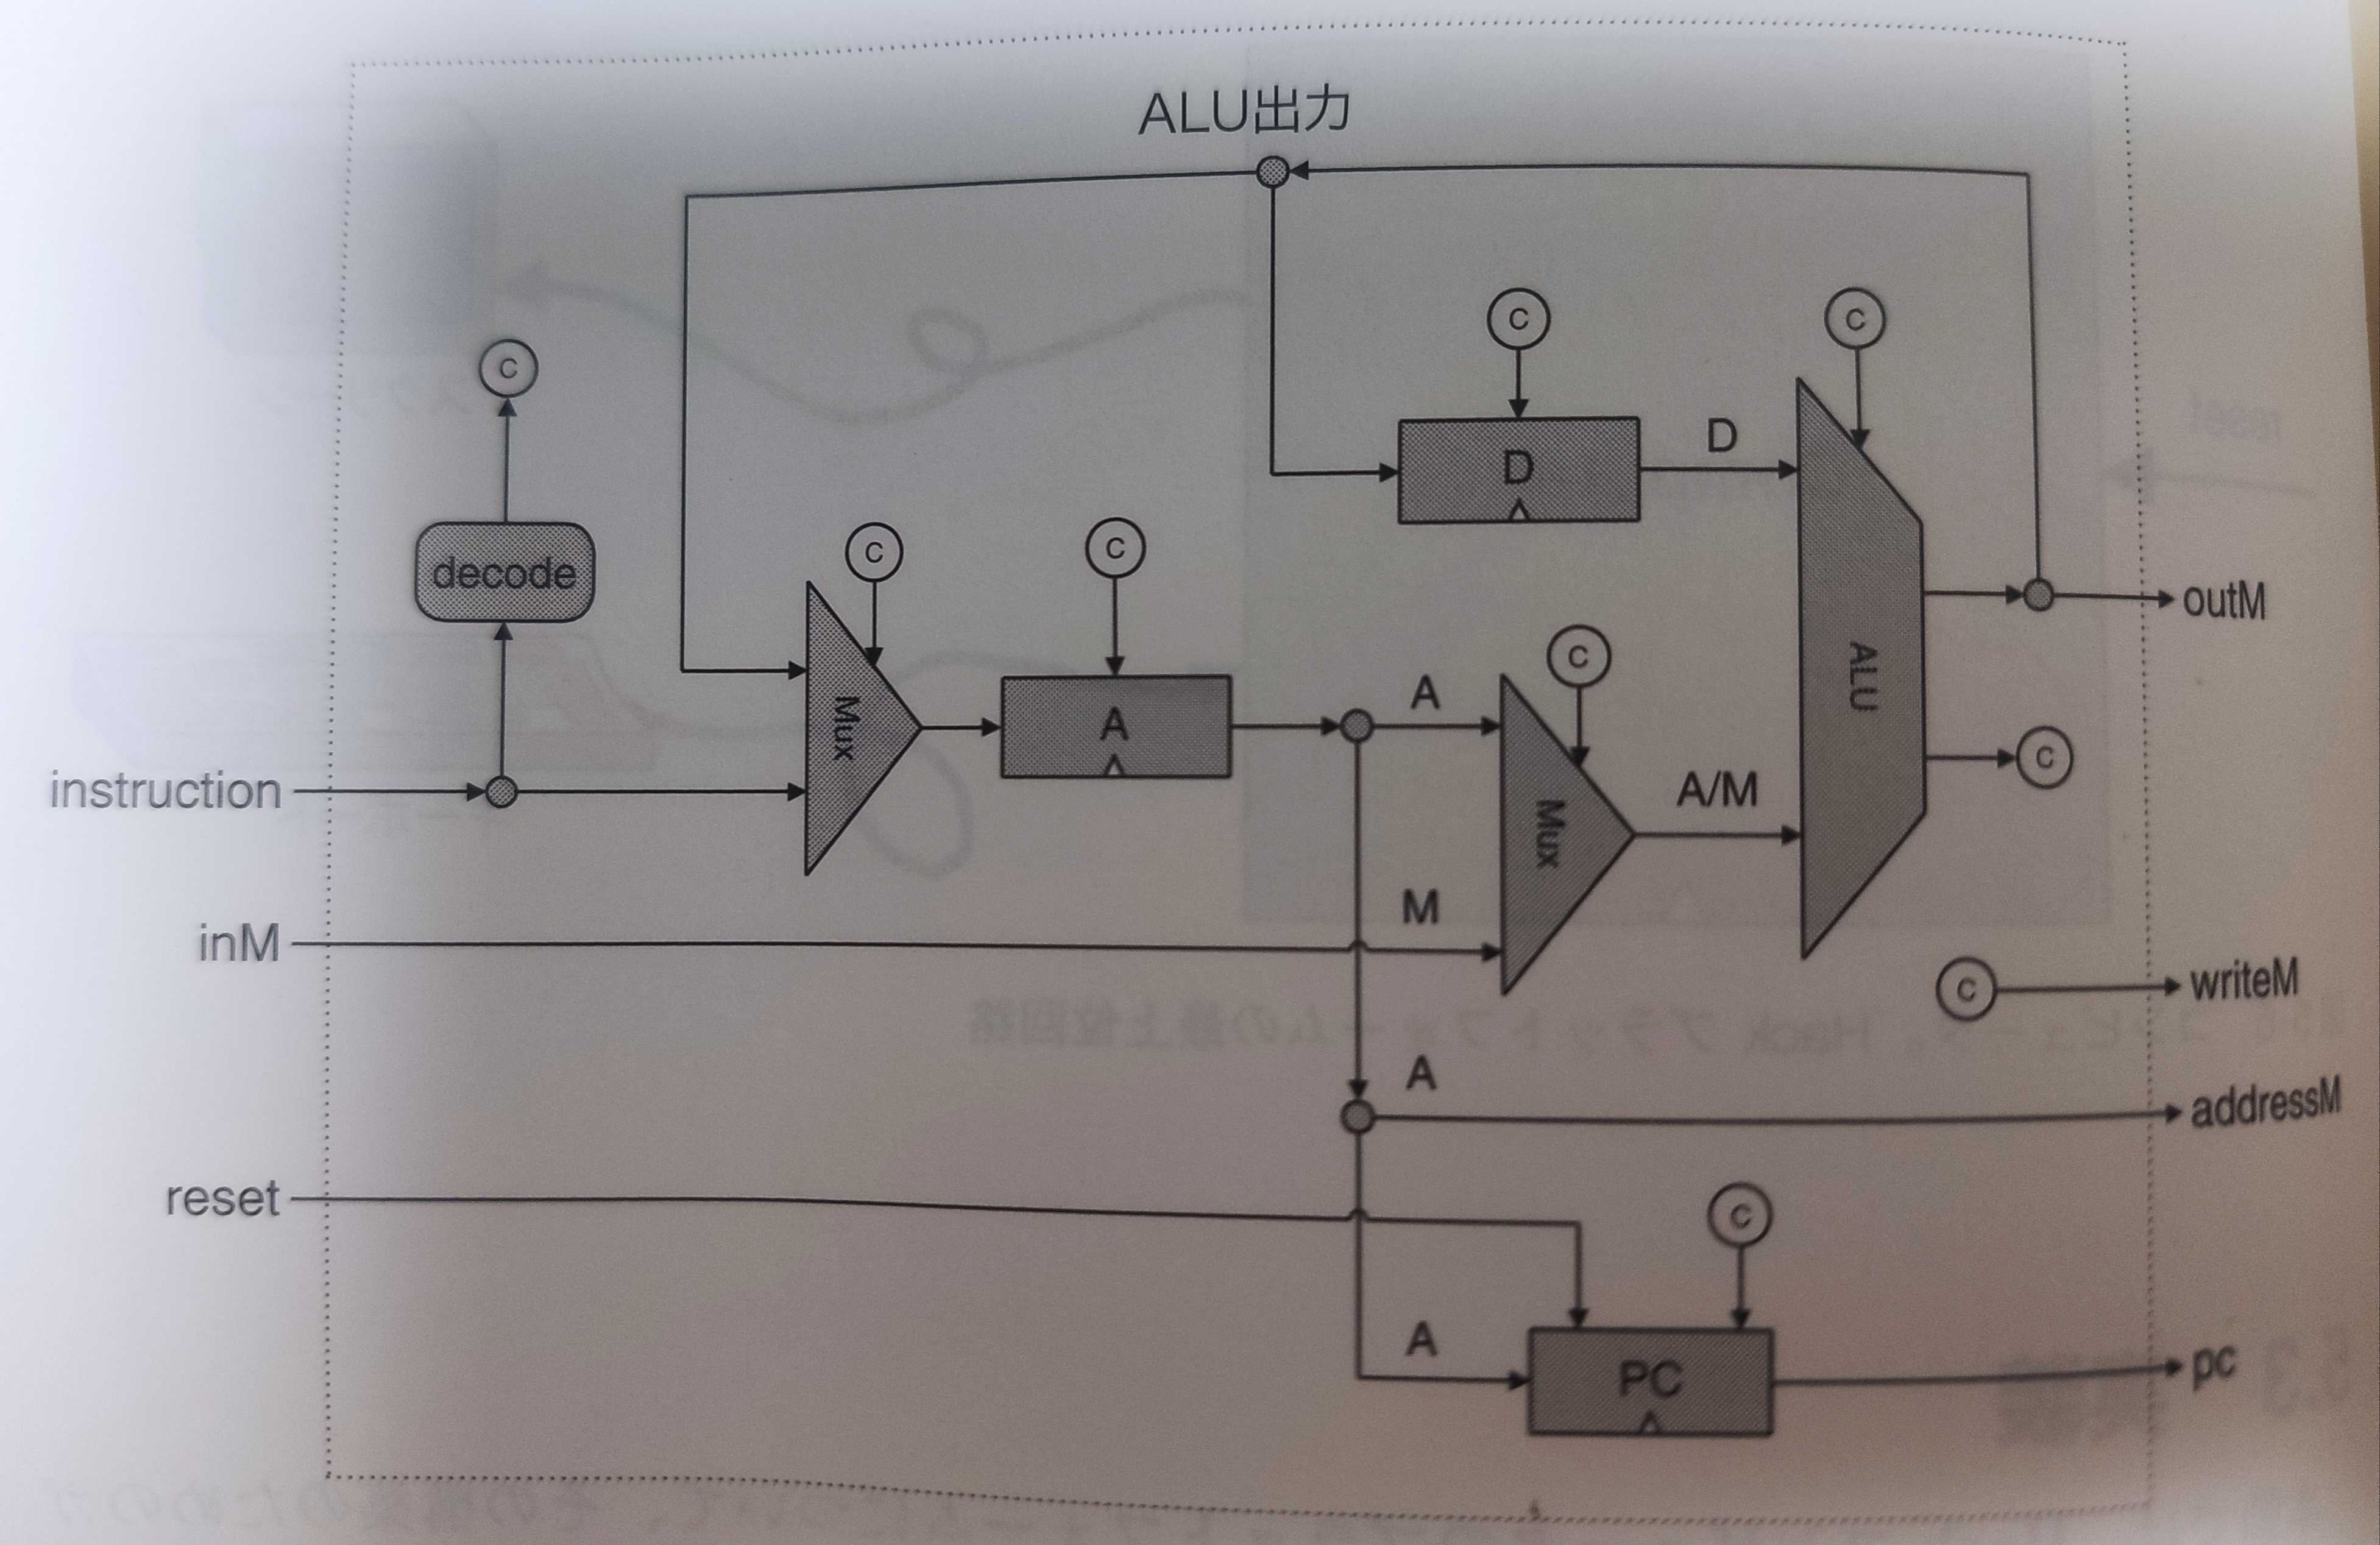 ALU出力
C
C
C
D
D
decode
C
C
Mux
A
A
C
Mux
A/M
ALU
outM
C
instruction
inM
M
C
writeM
A
addressM
reset
C
A
PC
pc